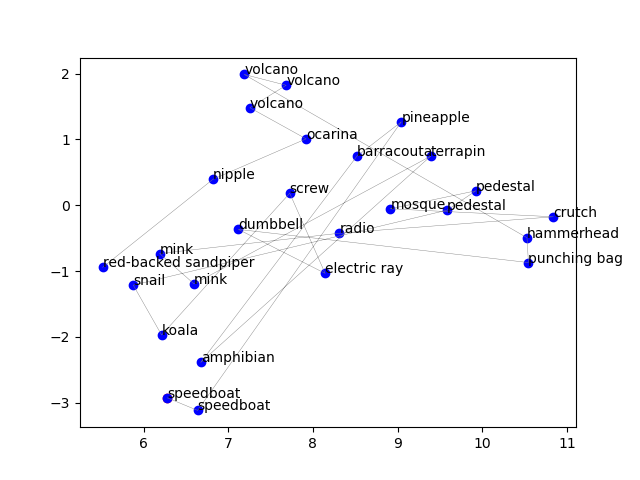 volcano
volcano
volcano
pineapple
ocarina
barracouta
terrapin
nipple
screw
pedestal
mosque
pedestal
crutch
dumbbell
radio
hammerhead
mink
red-backed sandpiper
electric ray
punching bag
snail
mink
koala
amphibian
speedboat
speedboat
2
1
0
−1
−2
−3
6
7
8
9
10
11